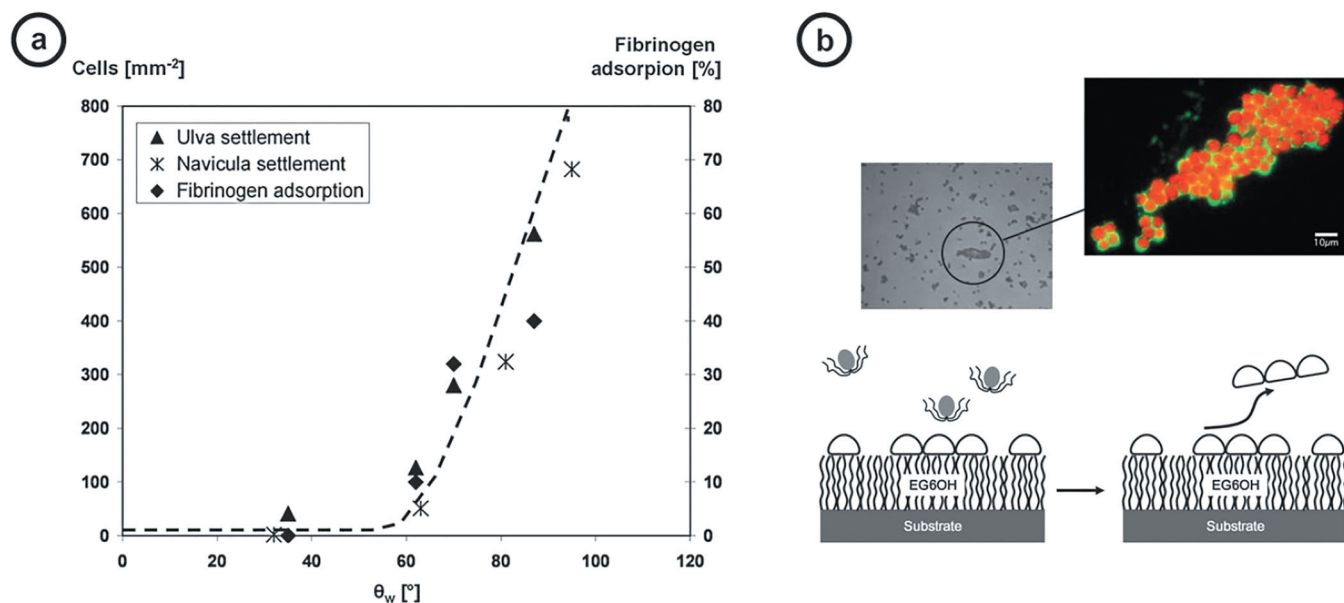 a
Cells [mm-2]
Fibrinogen
adsorpion [%]
800
700
600
500
400
300
200
100
0
Ulva settlement
Navicula settlement
Fibrinogen adsorption
80
70
60
50
40
30
20
10
0
0
20
40
60
80
100
120
θw [°]
b
10μm
EG6OH
Substrate
EG6OH
Substrate